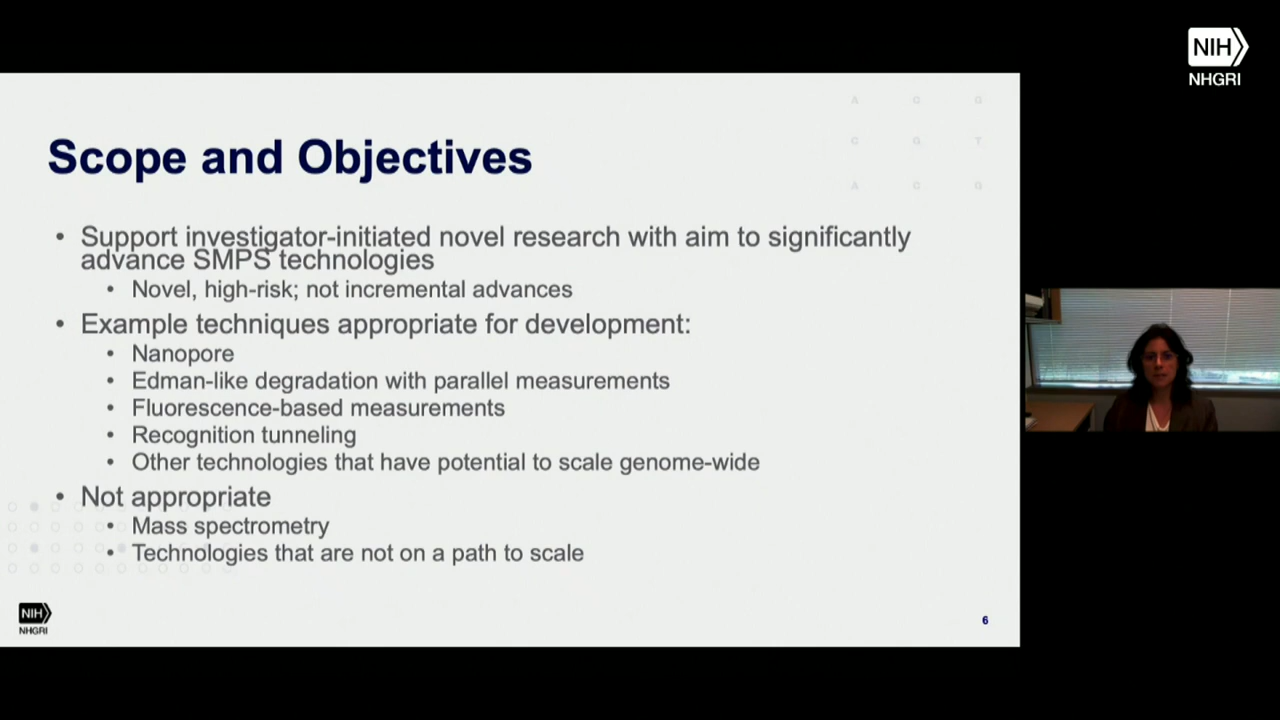 NIH
NHGRI
A C G
C G T
A C G
Scope and Objectives
• Support investigator-initiated novel research with aim to significantly
advance SMPS technologies
• Novel, high-risk; not incremental advances
• Example techniques appropriate for development:
• Nanopore
• Edman-like degradation with parallel measurements
• Fluorescence-based measurements
• Recognition tunneling
• Other technologies that have potential to scale genome-wide
• Not appropriate
• Mass spectrometry
• Technologies that are not on a path to scale
NIH
NHGRI
6